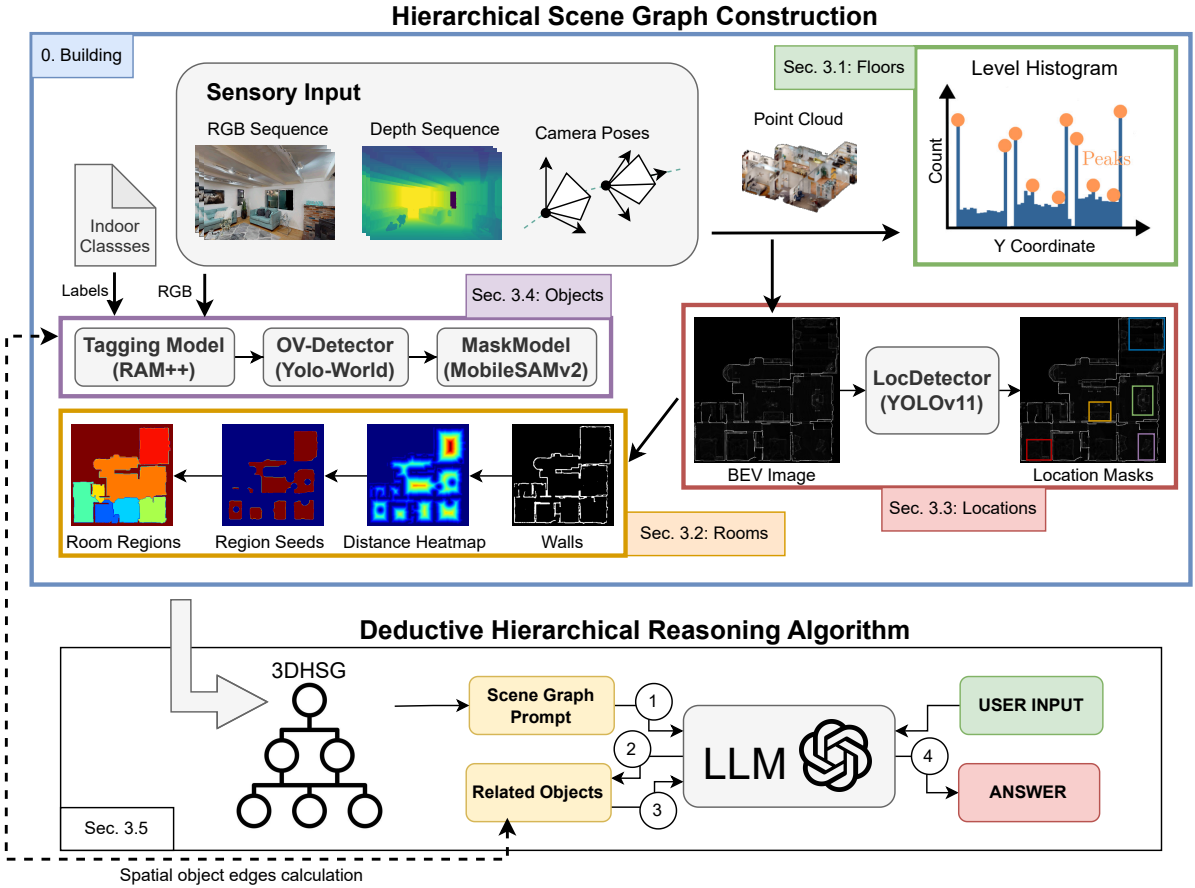 Hierarchical Scene Graph Construction
0. Building
Sensory Input
RGB Sequence
Depth Sequence
Camera Poses
Point Cloud
Sec. 3.1: Floors
Level Histogram
Count
Peaks
Y Coordinate
Indoor
Classses
Labels
RGB
Sec. 3.4: Objects
Tagging Model
(RAM++)
OV-Detector
(Yolo-World)
MaskModel
(MobileSAMv2)
LocDetector
(YOLOv11)
BEV Image
Location Masks
Sec. 3.3: Locations
Room Regions
Region Seeds
Distance Heatmap
Walls
Sec. 3.2: Rooms
Deductive Hierarchical Reasoning Algorithm
3DHSG
Scene Graph
Prompt
1
2
Related Objects
3
LLM
USER INPUT
4
ANSWER
Sec. 3.5
Spatial object edges calculation